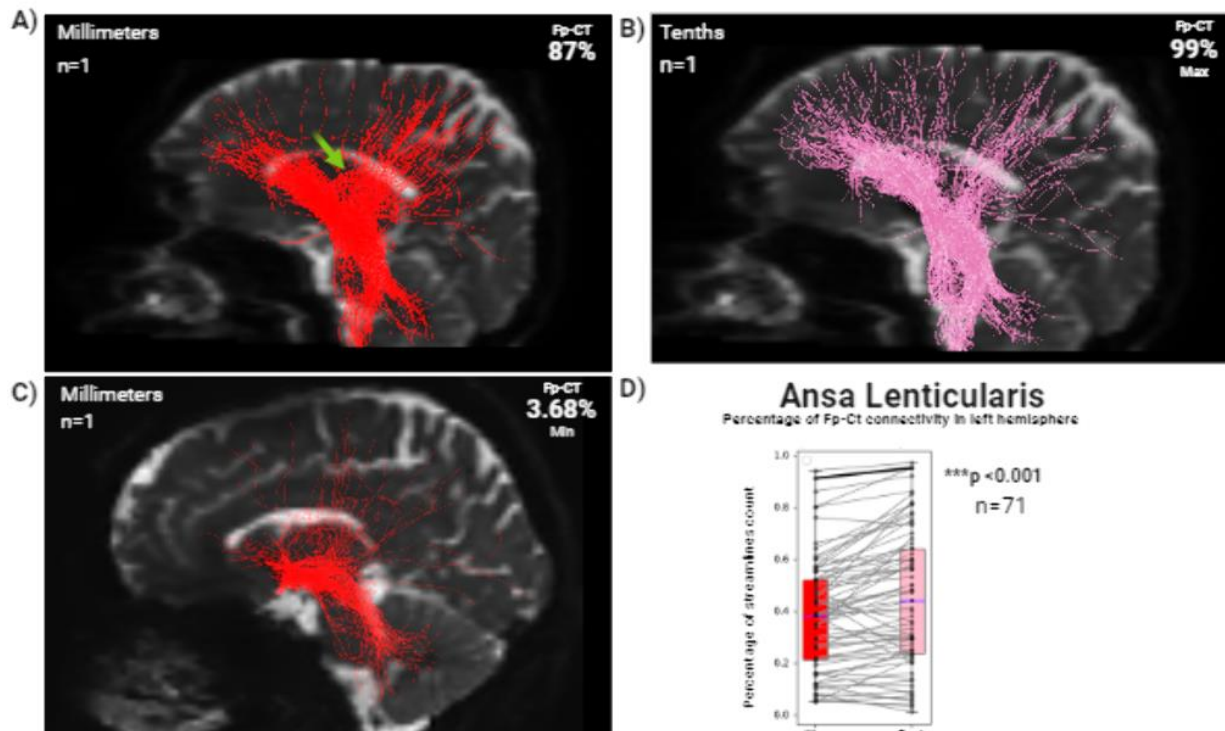 A)
Millimeters
n=1
Fp-CT
87%
B)
Tenths
n=1
Fp-CT
99%
Max
C)
Millimeters
n=1
Fp-CT
3.68%
Min
D)
Ansa Lenticularis
Percentage of Fp-Ct connectivity in left hemisphere
Percentage of streamlines count
1.0
0.8
0.6
0.4
0.2
0.0
***p <0.001
n=71